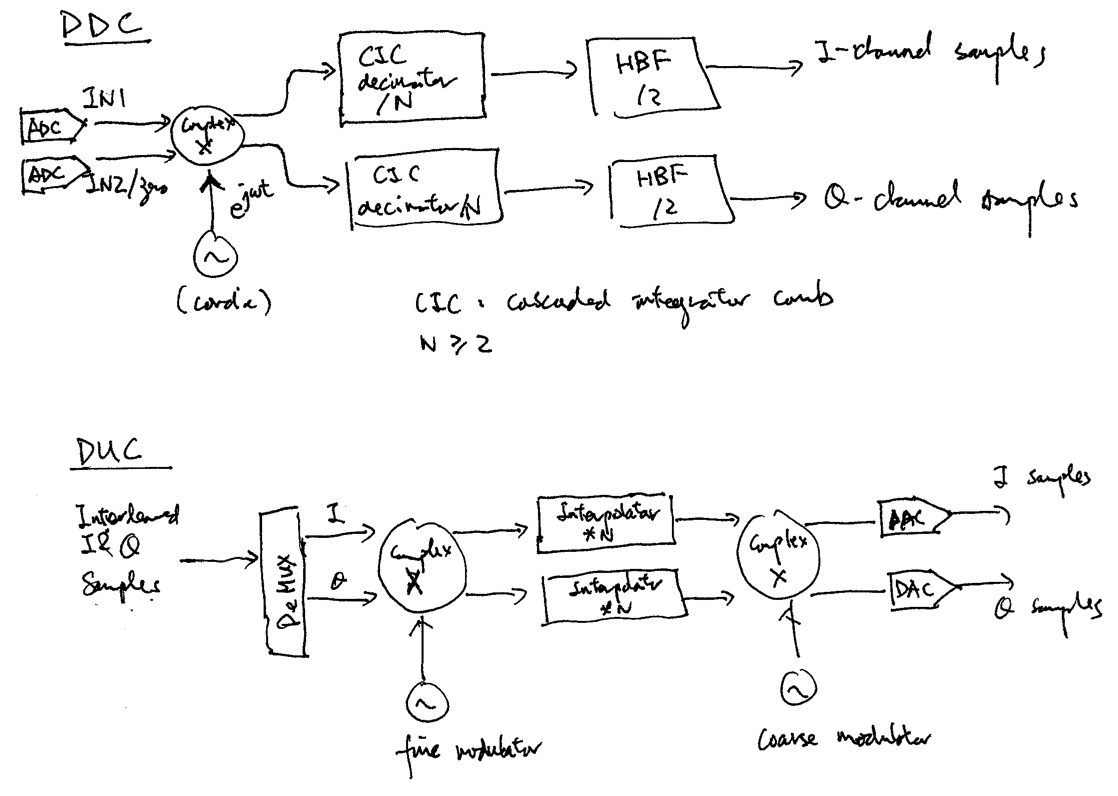 DDC
CIC
decimator
/N
HBF
/2
I-channel samples
ADC
IN1
Complex
X
ADC
IN2/zero
e^jwt
~
(cordic)
CIC
decimator/N
HBF
/2
Q-channel samples
CIC : cascaded integrator comb
N ≥ 2
DUC
Interleaved
I & Q
Samples
DeMUX
I
Q
Complex
X
~
fine modulator
Interpolator
*N
Interpolator
*N
Complex
X
~
Coarse modulator
DAC
DAC
I samples
Q samples